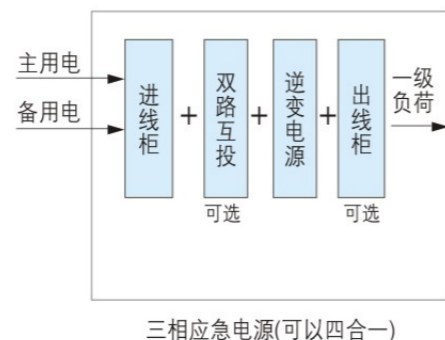 主用电
备用电
进线柜
+
双路互投
+
逆变电源
+
出线柜
一级
负荷
可选
可选
三相应急电源(可以四合一)